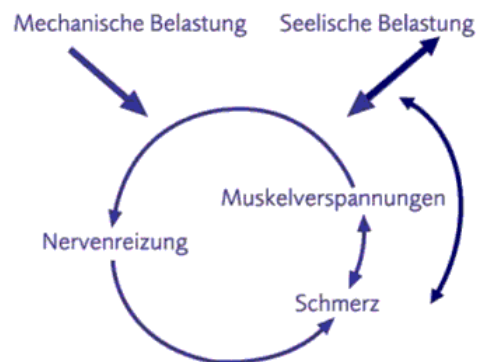 Mechanische Belastung
Seelische Belastung
Muskelverspannungen
Nervenreizung
Schmerz